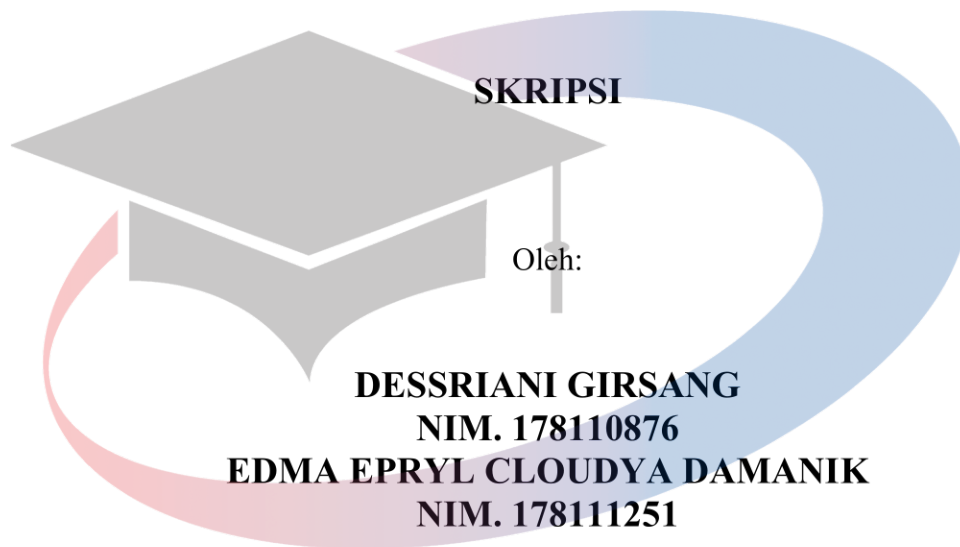 SKRIPSI
Oleh:
DESSRIANI GIRSANG
NIM. 178110876
EDMA EPRYL CLOUDYA DAMANIK
NIM. 178111251